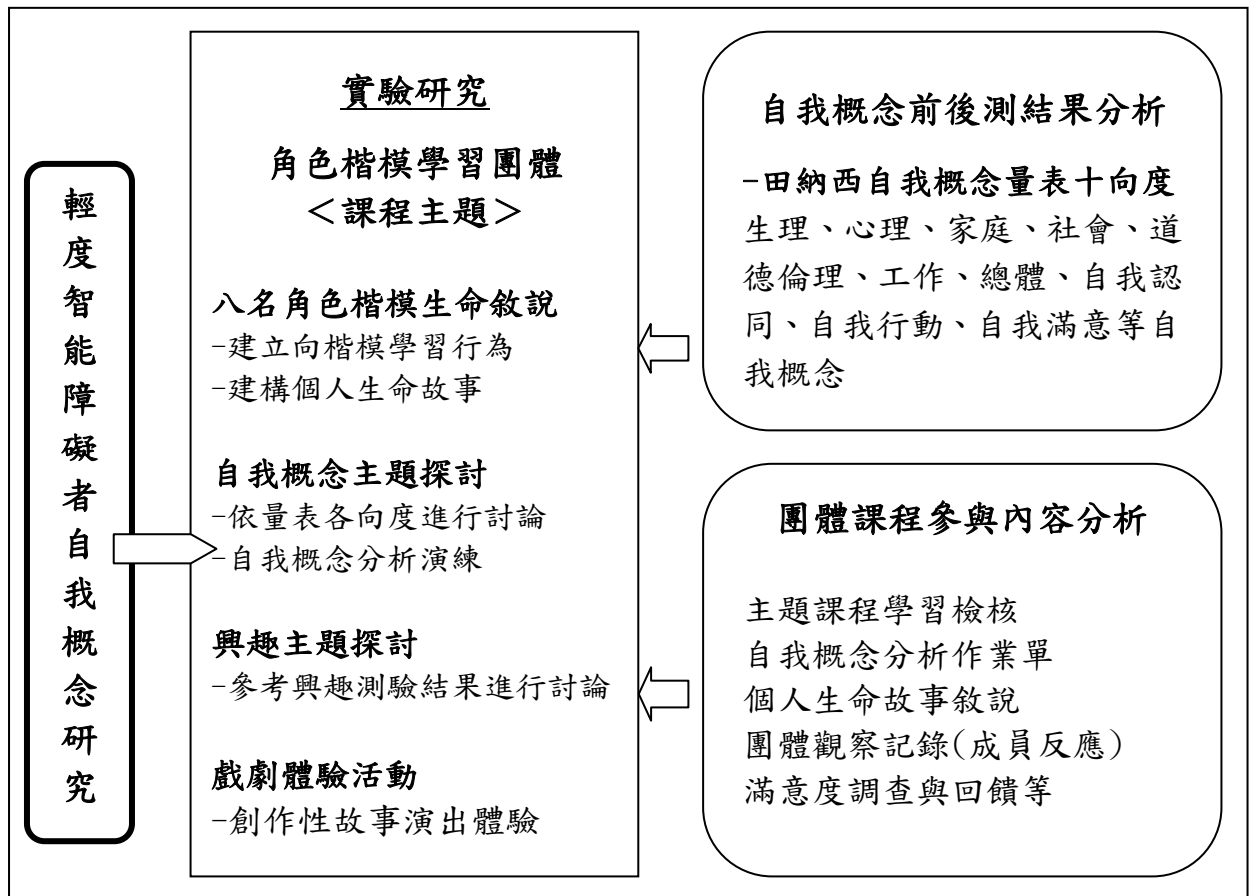 輕度智能障礙者自我概念研究
實驗研究
角色楷模學習團體
＜課程主題＞
八名角色楷模生命敘說
-建立向楷模學習行為
-建構個人生命故事
自我概念主題探討
-依量表各向度進行討論
-自我概念分析演練
興趣主題探討
-參考興趣測驗結果進行討論
戲劇體驗活動
-創作性故事演出體驗
自我概念前後測結果分析
-田納西自我概念量表十向度
生理、心理、家庭、社會、道
德倫理、工作、總體、自我認
同、自我行動、自我滿意等自
我概念
團體課程參與內容分析
主題課程學習檢核
自我概念分析作業單
個人生命故事敘說
團體觀察記錄(成員反應)
滿意度調查與回饋等